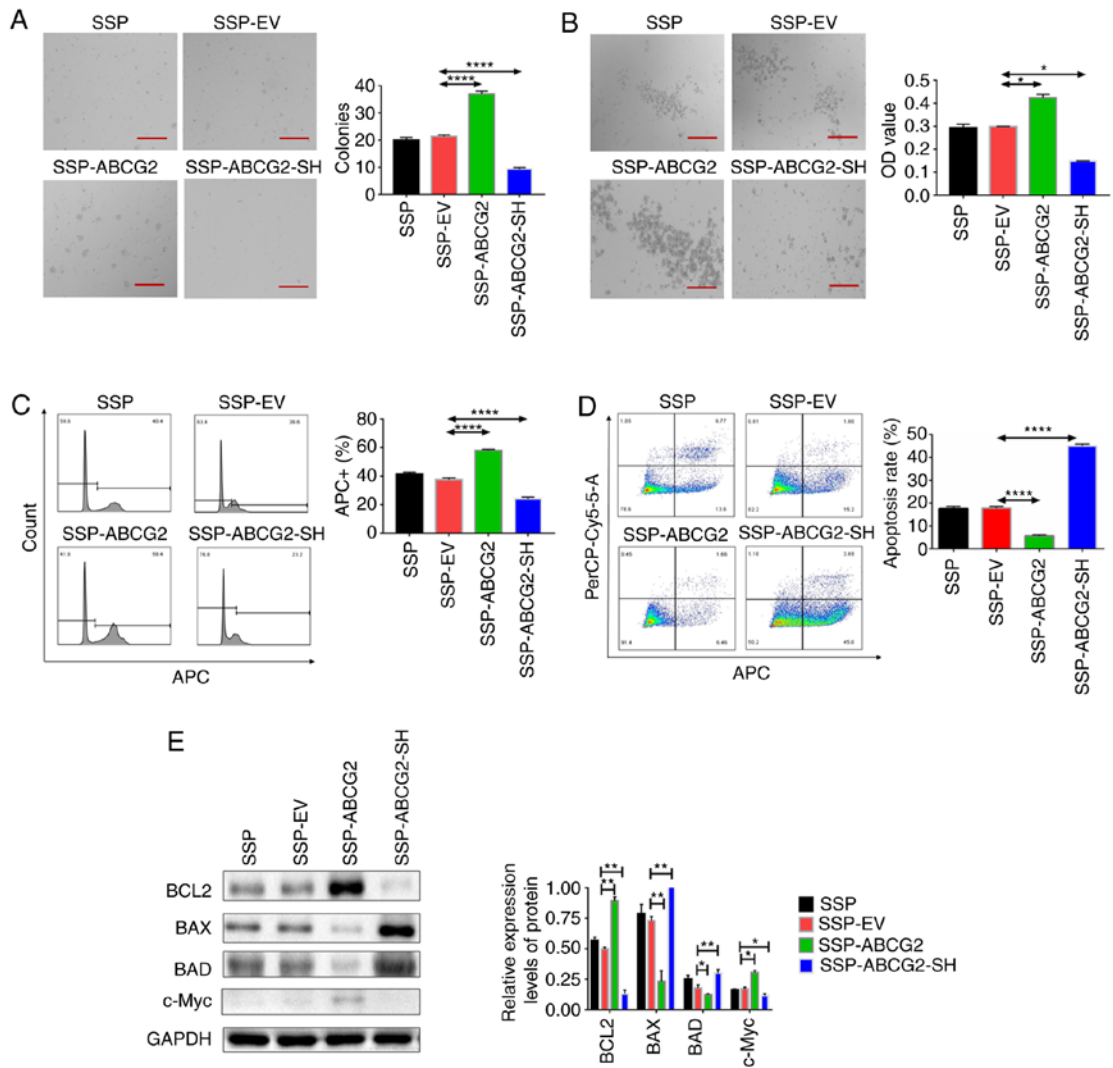 A
SSP
SSP-EV
SSP-ABCG2
SSP-ABCG2-SH
Colonies
40
30
20
10
0
****
****
SSP
SSP-EV
SSP-ABCG2
SSP-ABCG2-SH
B
SSP
SSP-EV
SSP-ABCG2
SSP-ABCG2-SH
OD value
0.5
0.4
0.3
0.2
0.1
0.0
*
*
SSP
SSP-EV
SSP-ABCG2
SSP-ABCG2-SH
C
SSP
SSP-EV
40.4
SSP-ABCG2
SSP-ABCG2-SH
41.0
23.2
Count
APC
APC+ (%)
80
60
40
20
0
****
****
SSP
SSP-EV
SSP-ABCG2
SSP-ABCG2-SH
D
SSP
SSP-EV
SSP-ABCG2
SSP-ABCG2-SH
PerCP-Cy5-5-A
APC
Apoptosis rate (%)
50
40
30
20
10
0
****
****
SSP
SSP-EV
SSP-ABCG2
SSP-ABCG2-SH
E
SSP
SSP-EV
SSP-ABCG2
SSP-ABCG2-SH
BCL2
BAX
BAD
c-Myc
GAPDH
Relative expression
levels of protein
1.00
0.75
0.50
0.25
0.00
**
**
**
**
**
*
*
*
BCL2
BAX
BAD
c-Myc
SSP
SSP-EV
SSP-ABCG2
SSP-ABCG2-SH